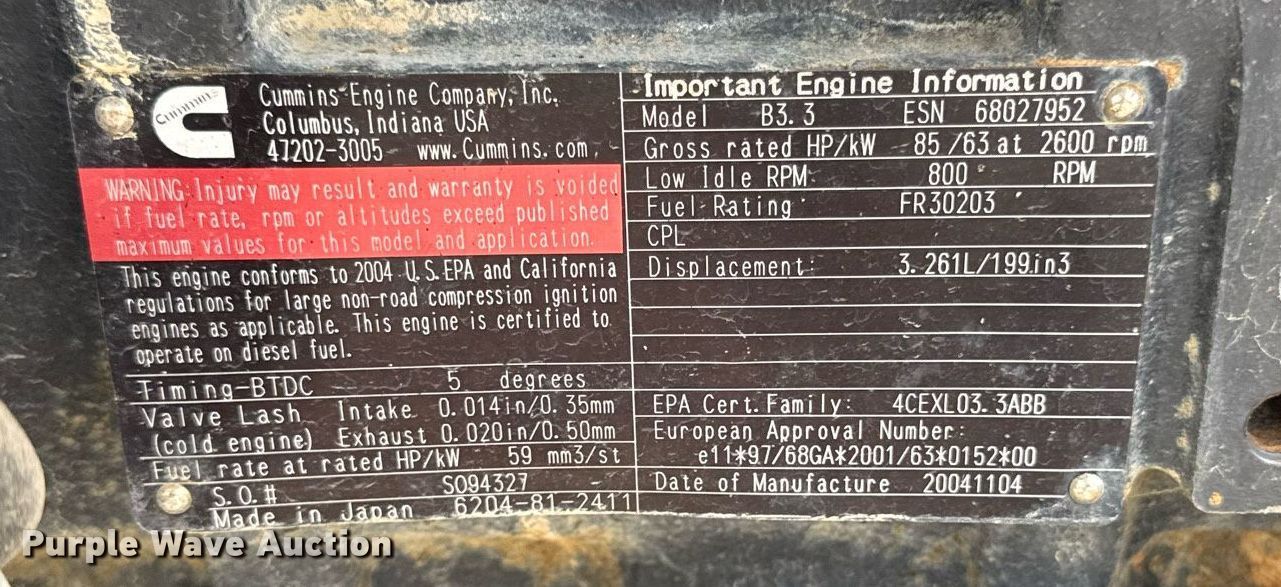 Cummins
Cummins Engine Company, Inc.
Columbus, Indiana USA
47202-3005 www.Cummins.com
WARNING: Injury may result and warranty is voided
if fuel rate, rpm or altitudes exceed published
maximum values for this model and application.
This engine conforms to 2004 U.S.EPA and California
regulations for large non-road compression ignition
engines as applicable. This engine is certified to
operate on diesel fuel.
Timing-BTDC 5 degrees
Valve Lash Intake 0.014in/0.35mm
(cold engine) Exhaust 0.020in/0.50mm
Fuel rate at rated HP/kW 59 mm3/st
S.O.# SO94327
Made in Japan 6204-81-2411
Important Engine Information
Model B3.3 ESN 68027952
Gross rated HP/kW 85/63 at 2600 rpm
Low Idle RPM 800 RPM
Fuel Rating FR30203
CPL
Displacement: 3.261L/199in3
EPA Cert.Family: 4CEXL03.3ABB
European Approval Number:
e11*97/68GA*2001/63*0152*00
Date of Manufacture 20041104
Purple Wave Auction